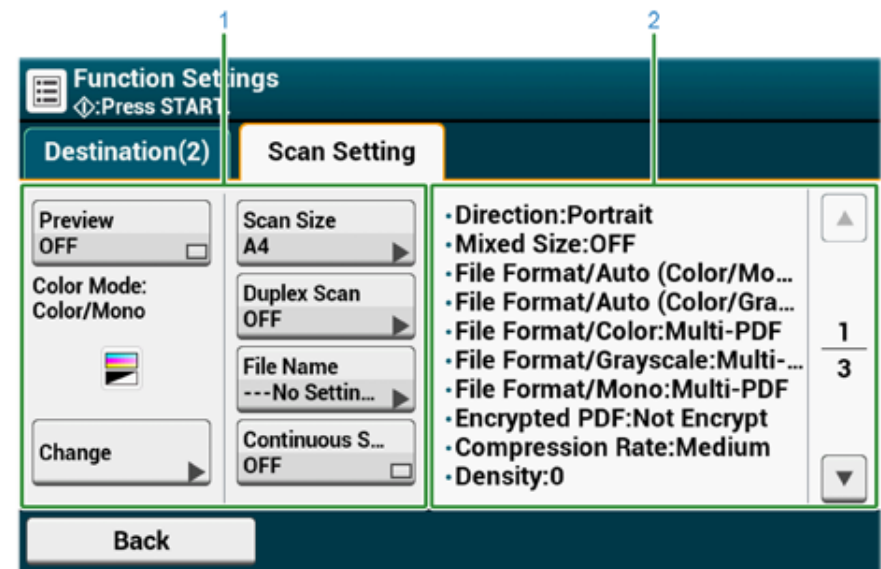 1
2
Function Settings
:Press START.
Destination(2)
Scan Setting
Preview
OFF
Color Mode:
Color/Mono
Change
Scan Size
A4
Duplex Scan
OFF
File Name
---No Settin...
Continuous S...
OFF
•Direction:Portrait
•Mixed Size:OFF
•File Format/Auto (Color/Mo...
•File Format/Auto (Color/Gra...
•File Format/Color:Multi-PDF
•File Format/Grayscale:Multi-...
•File Format/Mono:Multi-PDF
•Encrypted PDF:Not Encrypt
•Compression Rate:Medium
•Density:0
1
3
Back